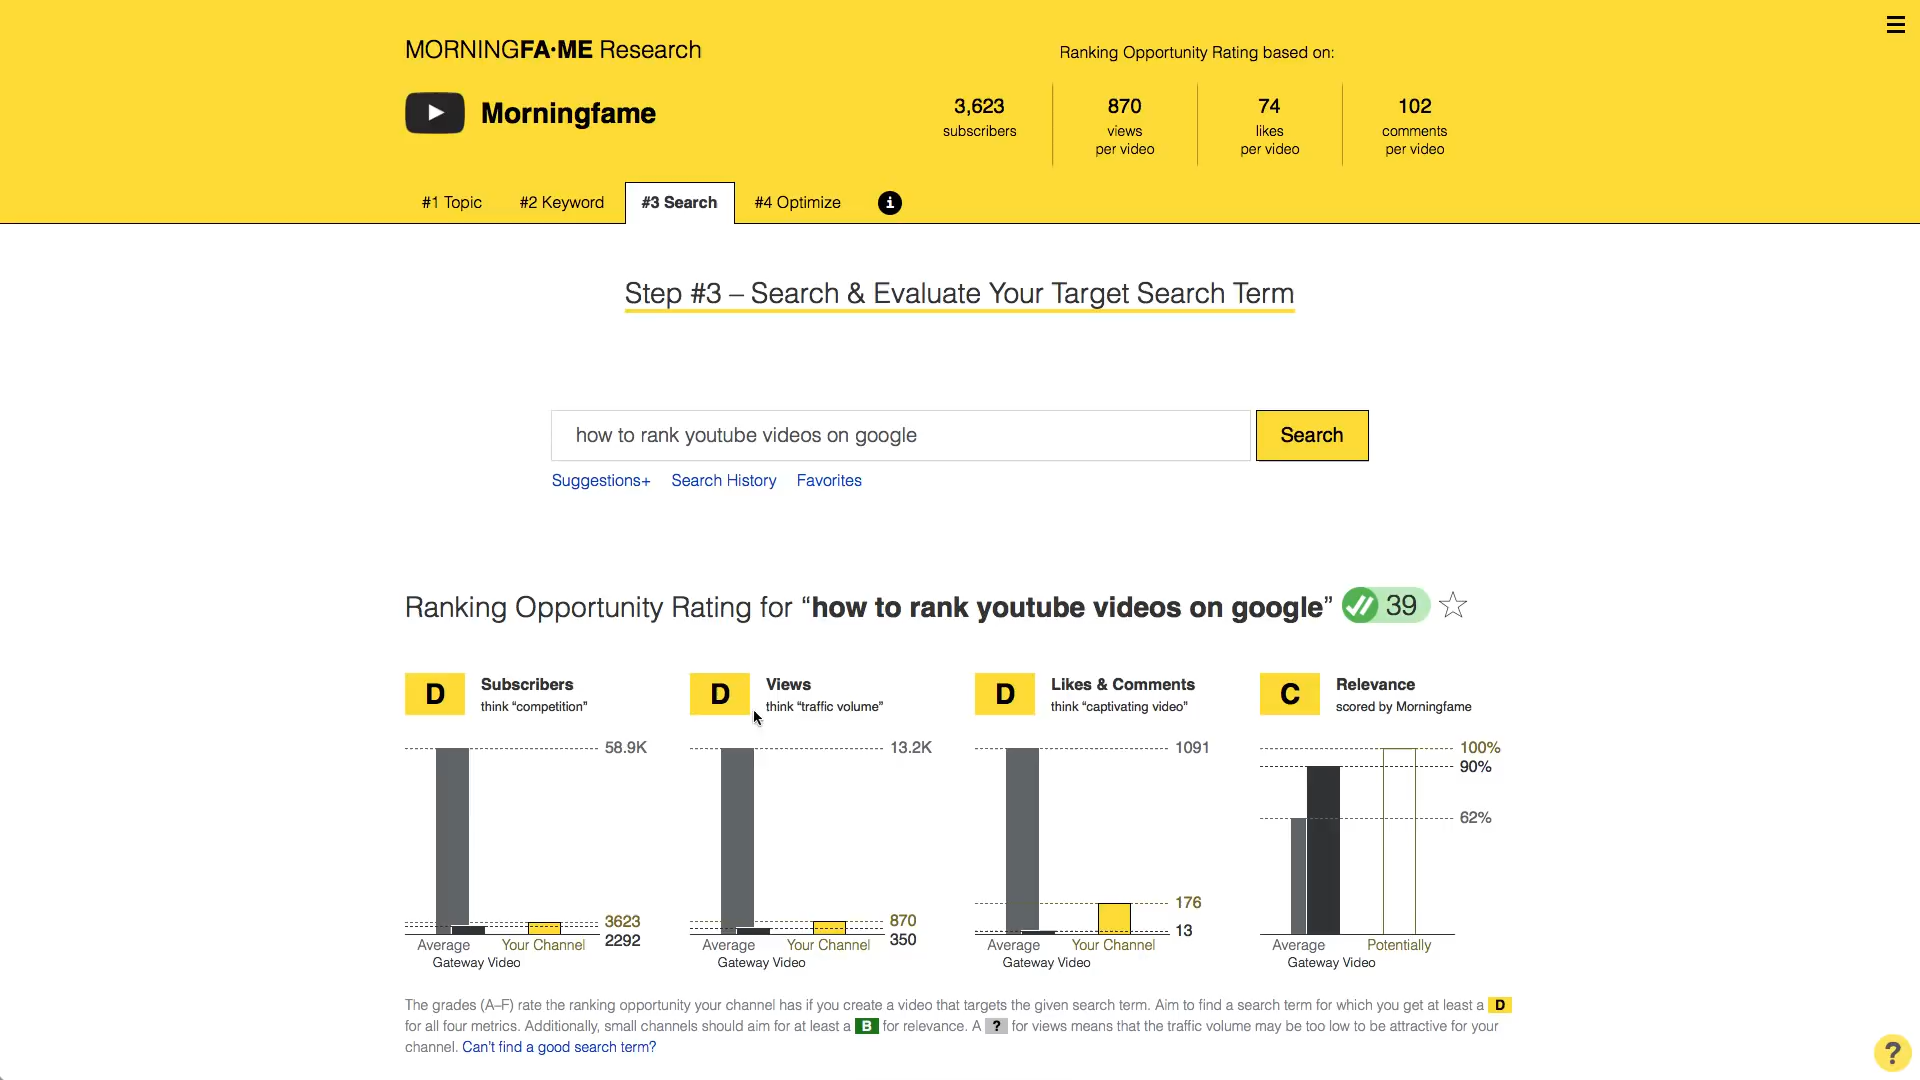 MORNINGFA·ME Research
Ranking Opportunity Rating based on:
Morningfame
3,623
subscribers
870
views
per video
74
likes
per video
102
comments
per video
#1 Topic
#2 Keyword
#3 Search
#4 Optimize
i
Step #3 – Search & Evaluate Your Target Search Term
how to rank youtube videos on google
Search
Suggestions+
Search History
Favorites
Ranking Opportunity Rating for “how to rank youtube videos on google” 39
D
Subscribers
think “competition”
58.9K
3623
2292
Average
Your Channel
Gateway Video
D
Views
think “traffic volume”
13.2K
870
350
Average
Your Channel
Gateway Video
D
Likes & Comments
think “captivating video”
1091
176
13
Average
Your Channel
Gateway Video
C
Relevance
scored by Morningfame
100%
90%
62%
Average
Potentially
Gateway Video
The grades (A–F) rate the ranking opportunity your channel has if you create a video that targets the given search term. Aim to find a search term for which you get at least a D
for all four metrics. Additionally, small channels should aim for at least a B for relevance. A ? for views means that the traffic volume may be too low to be attractive for your
channel. Can't find a good search term?
?